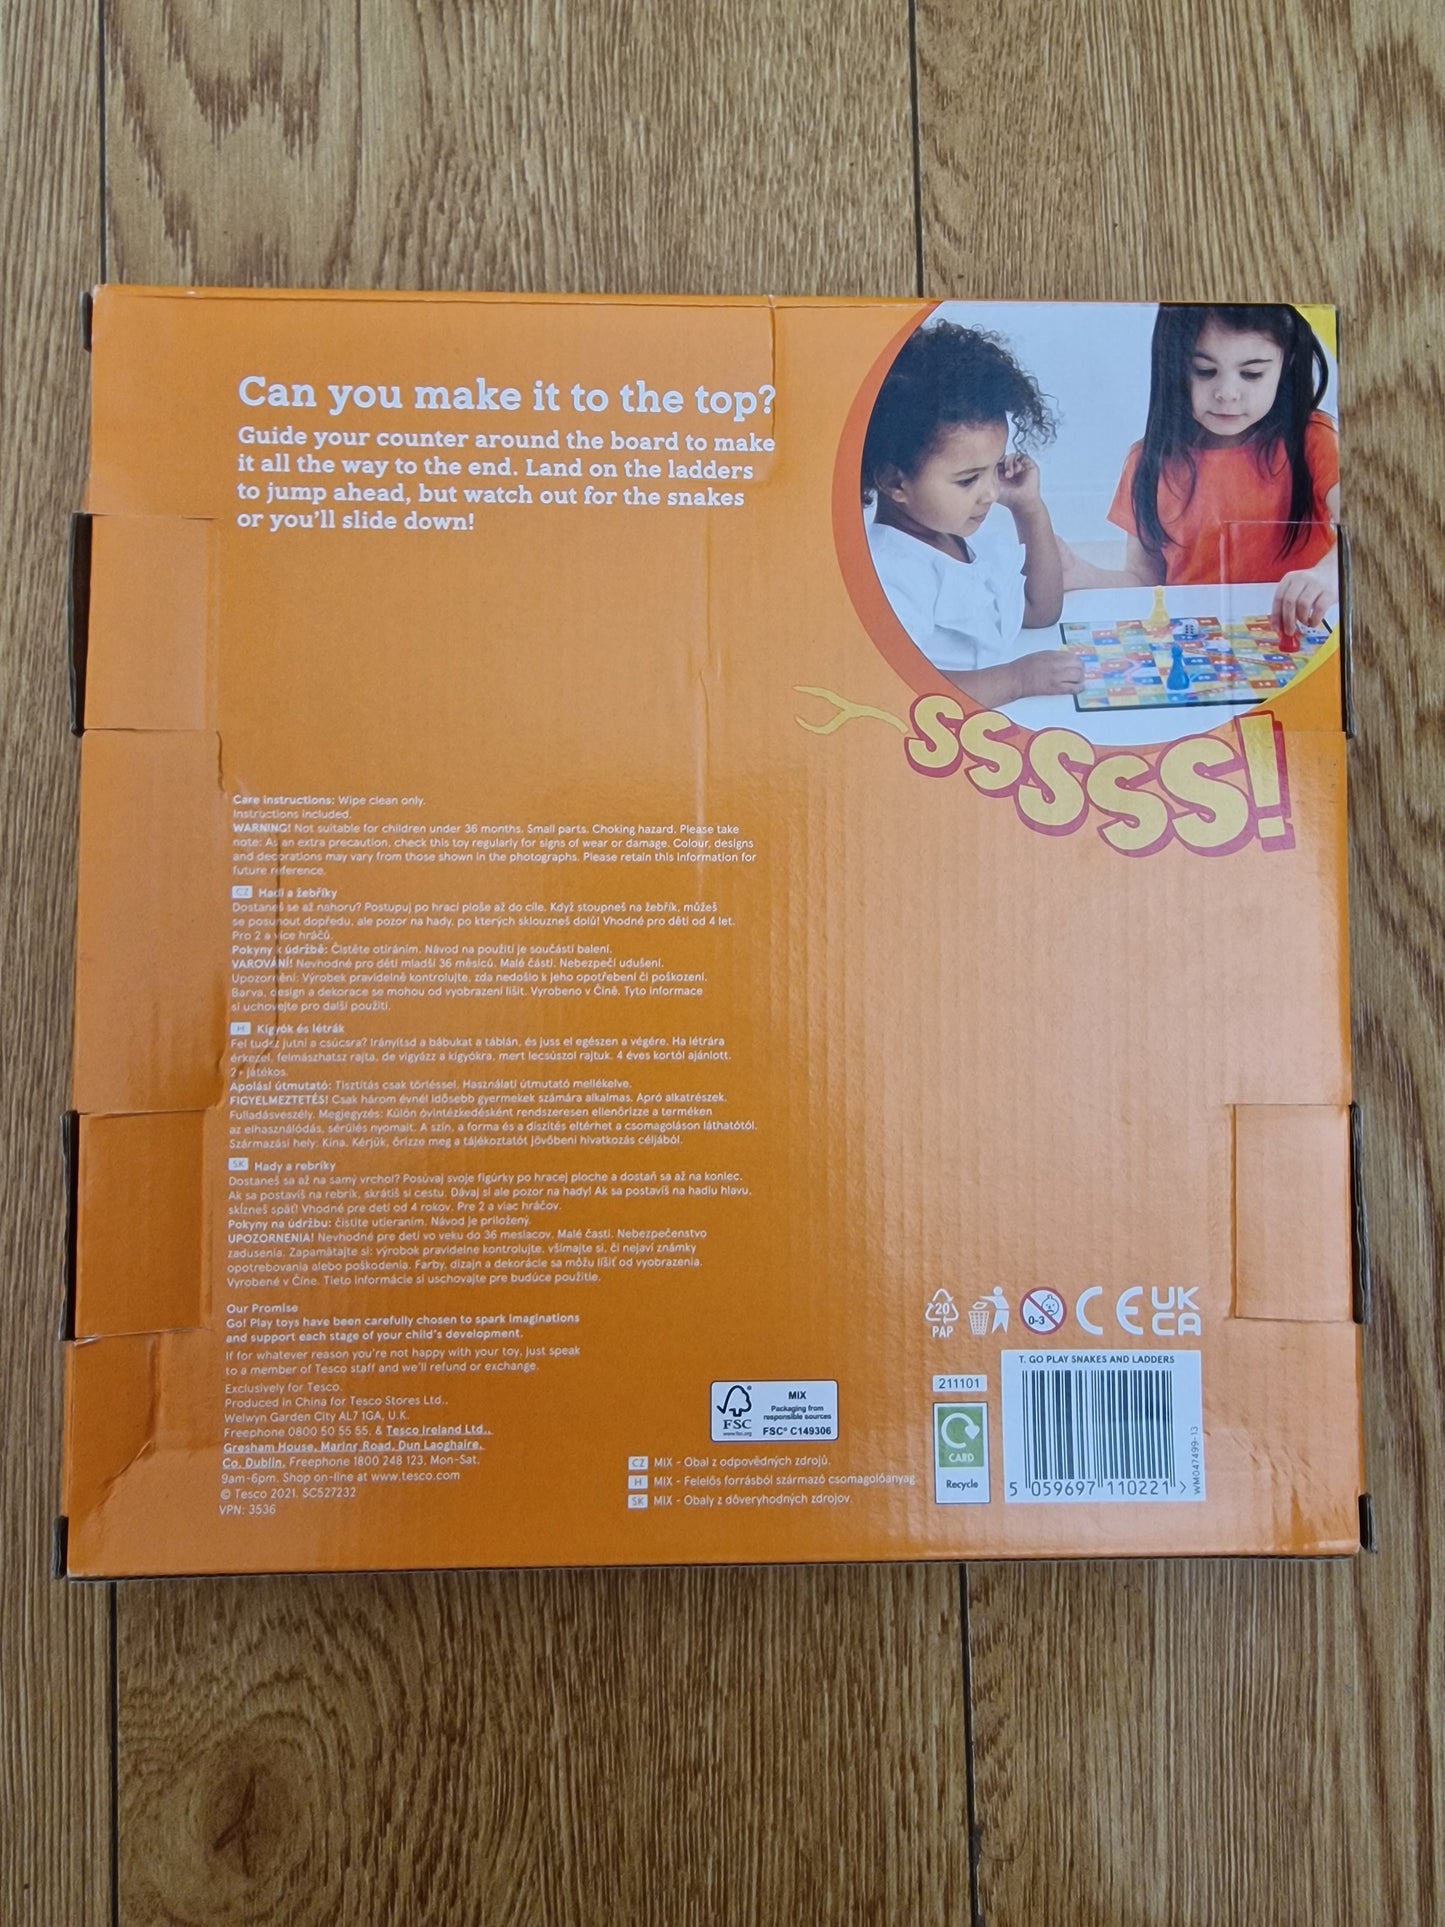 Can you make it to the top?
Guide your counter around the board to make
it all the way to the end. Land on the ladders
to jump ahead, but watch out for the snakes
or you'll slide down!
sssss!
Care instructions: Wipe clean only.
Instructions included.
WARNING! Not suitable for children under 36 months. Small parts. Choking hazard. Please take
note: As an extra precaution, check this toy regularly for signs of wear or damage. Colour, designs
and decorations may vary from those shown in the photographs. Please retain this information for
future reference.
CZ Hadi a žebříky
Dostaneš se až nahoru? Postupuj po hrací ploše až do cíle. Když stoupneš na žebřík, můžeš
se posunout dopředu, ale pozor na hady, po kterých sklouzneš dolů! Vhodné pro děti od 4 let.
Pro 2 a více hráčů.
Pokyny k údržbě: Čistěte otíráním. Návod na použití je součástí balení.
VAROVÁNÍ! Nevhodné pro děti mladší 36 měsíců. Malé části. Nebezpečí udušení.
Upozornění: Výrobek pravidelně kontrolujte, zda nedošlo k jeho opotřebení či poškození.
Barva, design a dekorace se mohou od vyobrazení lišit. Vyrobeno v Číně. Tyto informace
si uchovejte pro další použití.
H Kígyók és létrák
Fel tudsz jutni a csúcsra? Irányítsd a bábukat a táblán, és juss el egészen a végére. Ha létrára
érkezel, felmászhatsz rajta, de vigyázz a kígyókra, mert lecsúszol rajtuk. 4 éves kortól ajánlott.
2+ játékos.
Ápolási útmutató: Tisztítás csak törléssel. Használati útmutató mellékelve.
FIGYELMEZTETÉS! Csak három évnél idősebb gyermekek számára alkalmas. Apró alkatrészek.
Fulladásveszély. Megjegyzés: Külön óvintézkedésként rendszeresen ellenőrizze a terméken
az elhasználódás, sérülés nyomait. A szín, a forma és a díszítés eltérhet a csomagoláson láthatótól.
Származási hely: Kína. Kérjük, őrizze meg a tájékoztatót jövőbeni hivatkozás céljából.
SK Hady a rebríky
Dostaneš sa až na samý vrchol? Posúvaj svoje figúrky po hracej ploche a dostaň sa až na koniec.
Ak sa postavíš na rebrík, skrátiš si cestu. Dávaj si ale pozor na hady! Ak sa postavíš na hadiu hlavu,
skĺzneš späť! Vhodné pre deti od 4 rokov. Pre 2 a viac hráčov.
Pokyny na údržbu: čistite utieraním. Návod je priložený.
UPOZORNENIA! Nevhodné pre deti vo veku do 36 mesiacov. Malé časti. Nebezpečenstvo
zadusenia. Zapamätajte si: výrobok pravidelne kontrolujte, všímajte si, či nejaví známky
opotrebovania alebo poškodenia. Farby, dizajn a dekorácie sa môžu líšiť od vyobrazenia.
Vyrobené v Číne. Tieto informácie si uschovajte pre budúce použitie.
Our Promise
Go! Play toys have been carefully chosen to spark imaginations
and support each stage of your child's development.
If for whatever reason you're not happy with your toy, just speak
to a member of Tesco staff and we'll refund or exchange.
Exclusively for Tesco.
Produced in China for Tesco Stores Ltd.,
Welwyn Garden City AL7 1GA, U.K.
Freephone 0800 50 55 55. & Tesco Ireland Ltd.,
Gresham House, Marine Road, Dun Laoghaire,
Co. Dublin. Freephone 1800 248 123. Mon-Sat.
9am-6pm. Shop on-line at www.tesco.com
© Tesco 2021. SC527232
VPN: 3536
FSC
www.fsc.org
MIX
Packaging from
responsible sources
FSC® C149306
CZ MIX - Obal z odpovědných zdrojů.
H MIX - Felelős forrásból származó csomagolóanyag
SK MIX - Obaly z dôveryhodných zdrojov.
20
PAP
0-3
CE
UK
CA
211101
CARD
Recycle
T. GO PLAY SNAKES AND LADDERS
5 059697 110221 >
WM047499-13